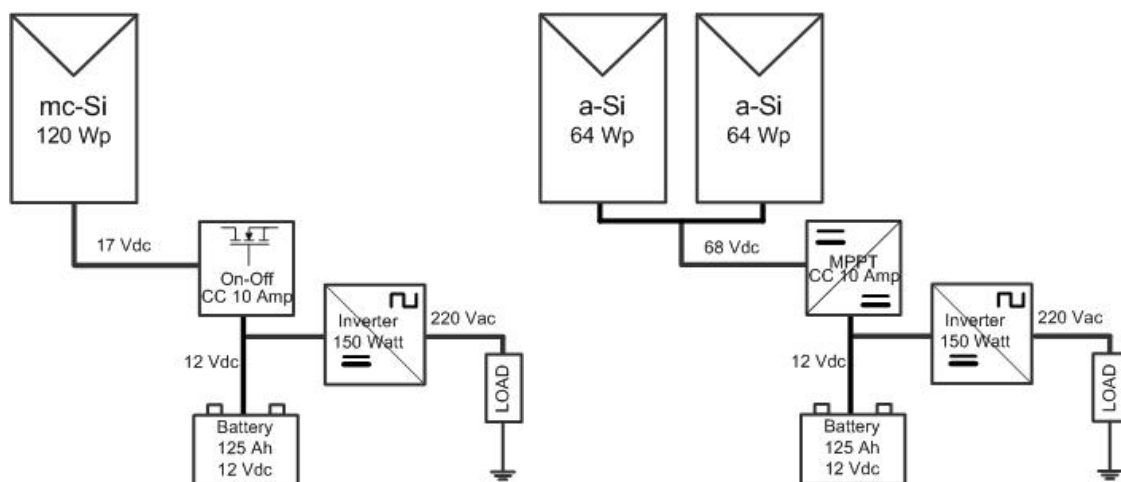 mc-Si
120 Wp
17 Vdc
On-Off
CC 10 Amp
Inverter
150 Watt
220 Vac
12 Vdc
LOAD
Battery
125 Ah
12 Vdc
a-Si
64 Wp
a-Si
64 Wp
68 Vdc
MPPT
CC 10 Amp
Inverter
150 Watt
220 Vac
12 Vdc
LOAD
Battery
125 Ah
12 Vdc